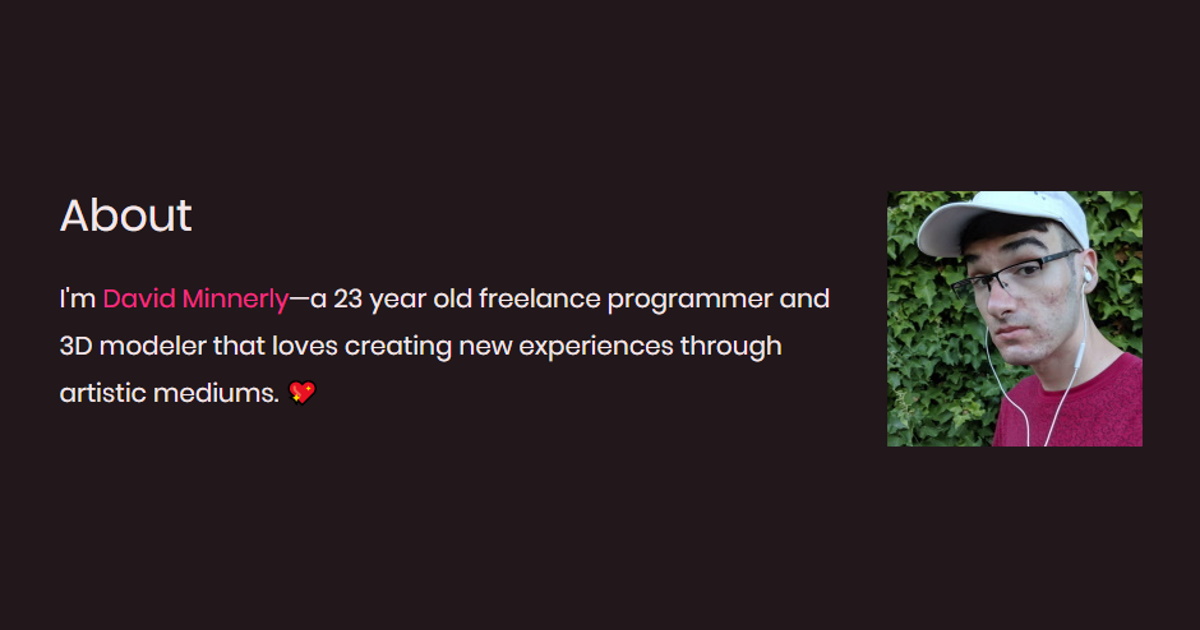 About
I'm David Minnerly—a 23 year old freelance programmer and
3D modeler that loves creating new experiences through
artistic mediums. 💖